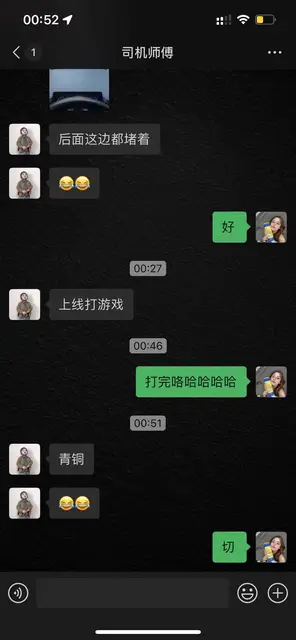 00:52
1
司机师傅
后面这边都堵着
😂😂
好
00:27
上线打游戏
00:46
打完咯哈哈哈哈
00:51
青铜
😂😂
切